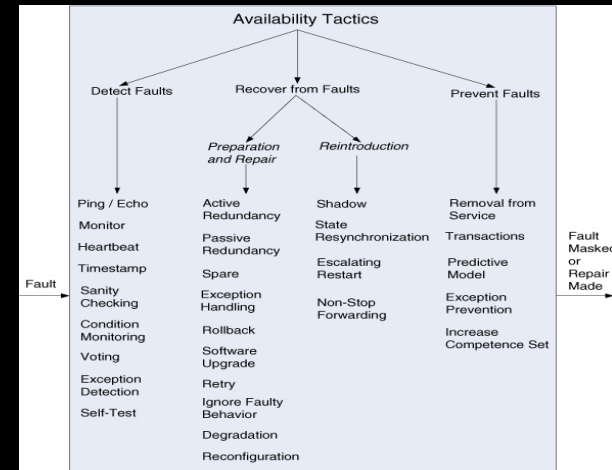 Availability Tactics
Detect Faults
Recover from Faults
Prevent Faults
Preparation
and Repair
Reintroduction
Fault
Ping / Echo
Monitor
Heartbeat
Timestamp
Sanity
Checking
Condition
Monitoring
Voting
Exception
Detection
Self-Test
Active
Redundancy
Passive
Redundancy
Spare
Exception
Handling
Rollback
Software
Upgrade
Retry
Ignore Faulty
Behavior
Degradation
Reconfiguration
Shadow
State
Resynchronization
Escalating
Restart
Non-Stop
Forwarding
Removal from
Service
Transactions
Predictive
Model
Exception
Prevention
Increase
Competence Set
Fault
Masked
or
Repair
Made